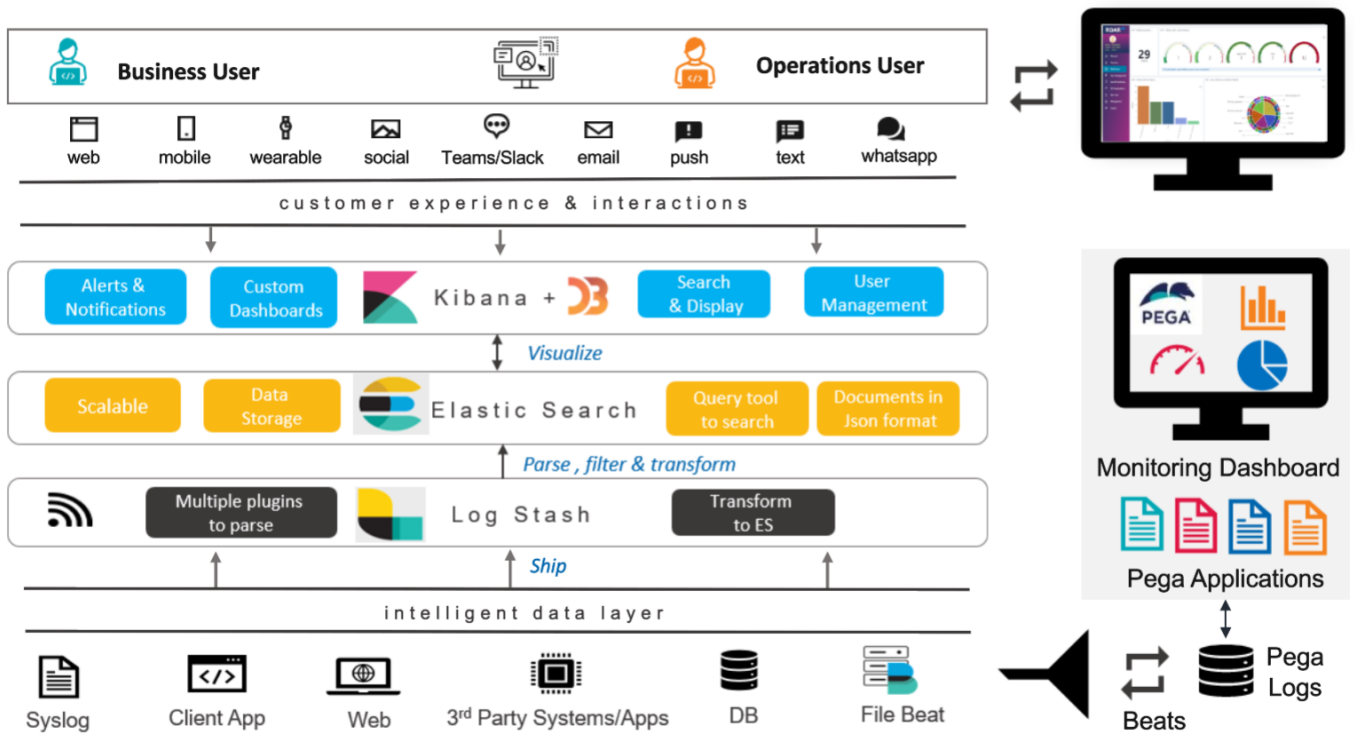 Business User
Operations User
ROAR
29
web
mobile
wearable
social
Teams/Slack
email
push
text
whatsapp
customer experience & interactions
Alerts &
Notifications
Custom
Dashboards
Kibana +
Search
& Display
User
Management
Visualize
Scalable
Data
Storage
Elastic Search
Query tool
to search
Documents in
Json format
Parse , filter & transform
Multiple plugins
to parse
Log Stash
Transform
to ES
Ship
intelligent data layer
Syslog
Client App
Web
3rd Party Systems/Apps
DB
File Beat
PEGA
Monitoring Dashboard
Pega Applications
Beats
Pega
Logs